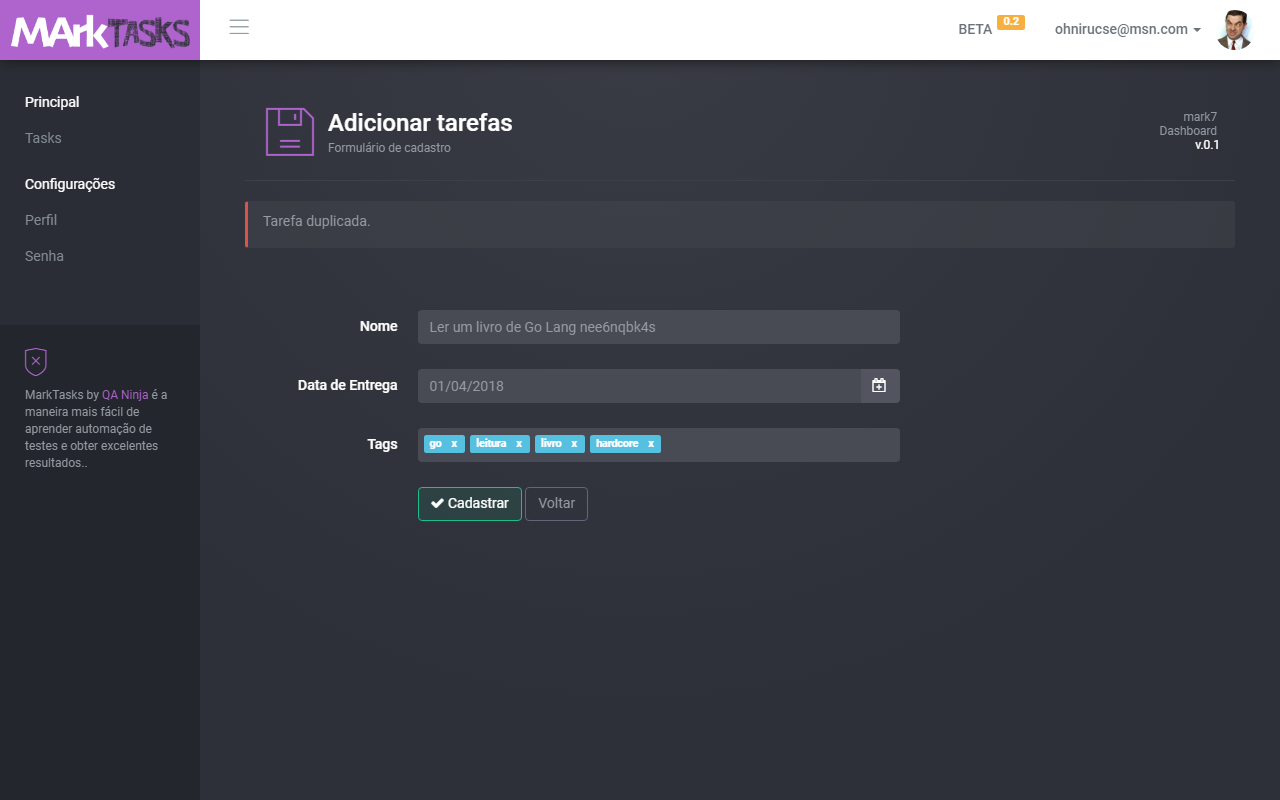 MArkTASKS
BETA 0.2
ohnirucse@msn.com
Principal
Tasks
Configurações
Perfil
Senha
MarkTasks by QA Ninja é a
maneira mais fácil de
aprender automação de
testes e obter excelentes
resultados..
Adicionar tarefas
Formulário de cadastro
mark7
Dashboard
v.0.1
Tarefa duplicada.
Nome
Ler um livro de Go Lang nee6nqbk4s
Data de Entrega
01/04/2018
Tags
go x leitura x livro x hardcore x
Cadastrar Voltar